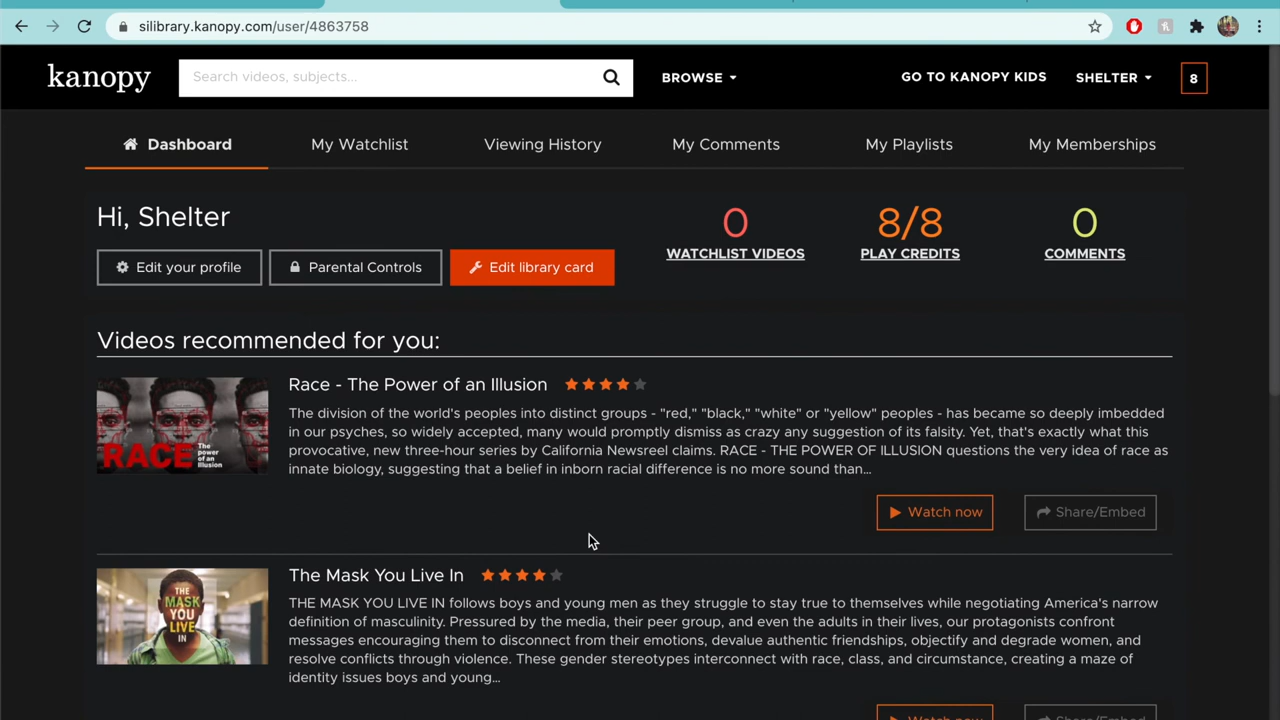 silibrary.kanopy.com/user/4863758
kanopy
Search videos, subjects...
BROWSE
GO TO KANOPY KIDS
SHELTER
8
Dashboard
My Watchlist
Viewing History
My Comments
My Playlists
My Memberships
Hi, Shelter
Edit your profile
Parental Controls
Edit library card
0
WATCHLIST VIDEOS
8/8
PLAY CREDITS
0
COMMENTS
Videos recommended for you:
RACE
The
power
of an
Illusion
Race - The Power of an Illusion
The division of the world's peoples into distinct groups - "red," "black," "white" or "yellow" peoples - has became so deeply imbedded
in our psyches, so widely accepted, many would promptly dismiss as crazy any suggestion of its falsity. Yet, that's exactly what this
provocative, new three-hour series by California Newsreel claims. RACE - THE POWER OF ILLUSION questions the very idea of race as
innate biology, suggesting that a belief in inborn racial difference is no more sound than...
Watch now
Share/Embed
THE
MASK
YOU
LIVE
IN
The Mask You Live In
THE MASK YOU LIVE IN follows boys and young men as they struggle to stay true to themselves while negotiating America's narrow
definition of masculinity. Pressured by the media, their peer group, and even the adults in their lives, our protagonists confront
messages encouraging them to disconnect from their emotions, devalue authentic friendships, objectify and degrade women, and
resolve conflicts through violence. These gender stereotypes interconnect with race, class, and circumstance, creating a maze of
identity issues boys and young...
Watch now
Share/Embed